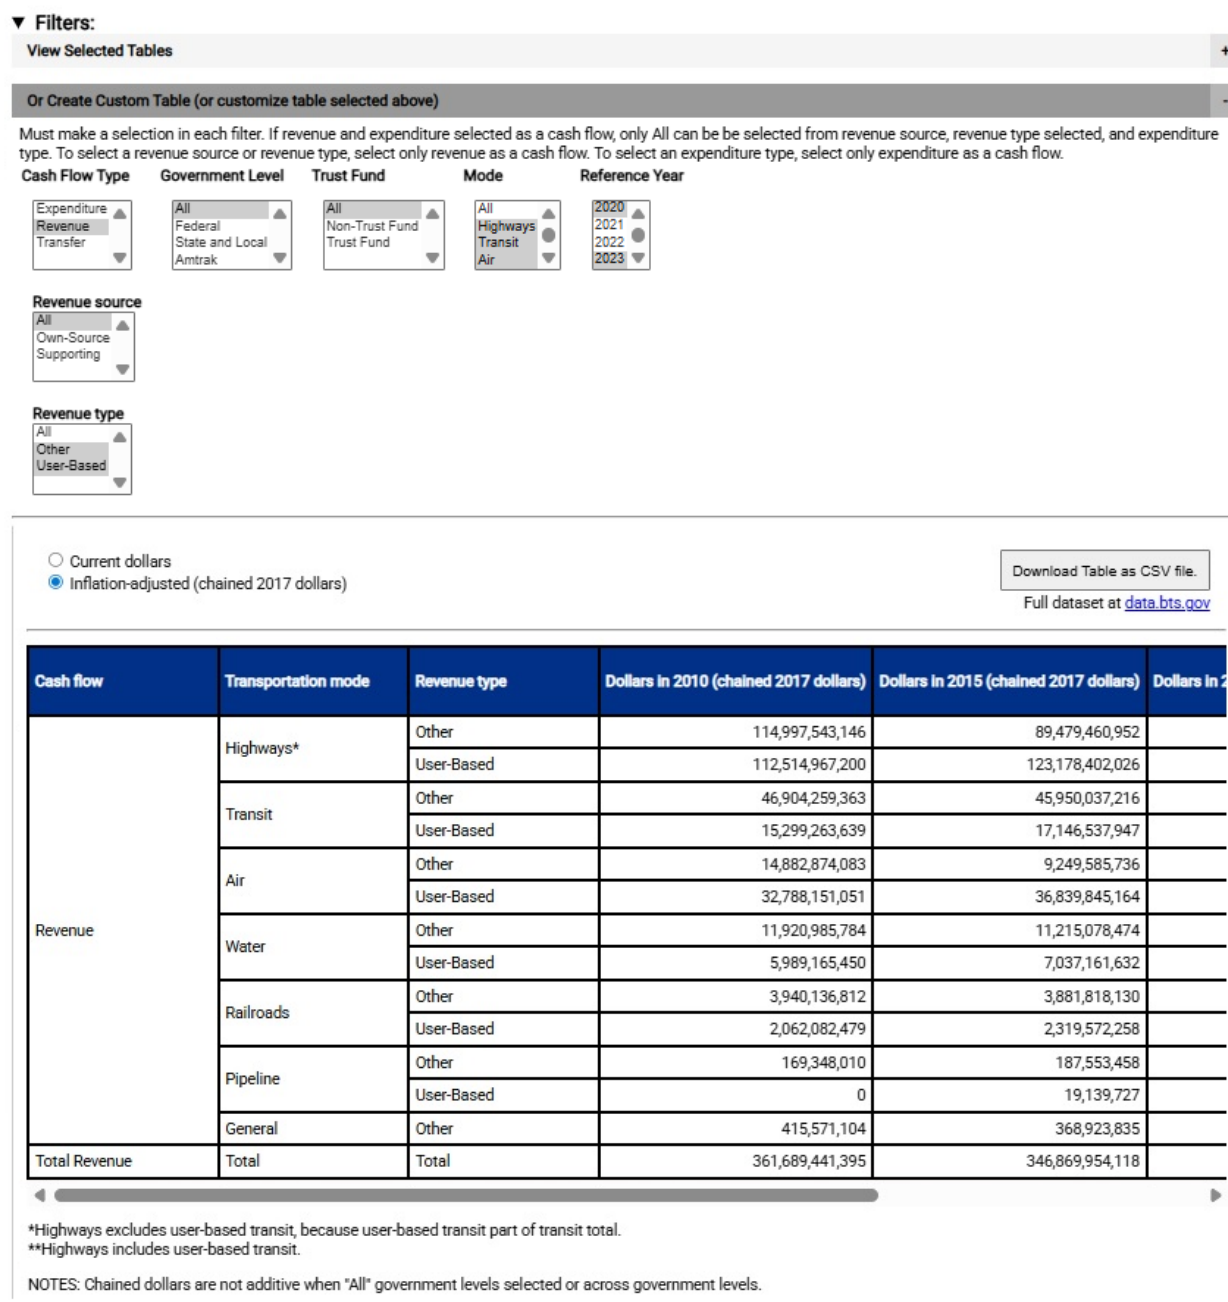 ▼ Filters:
View Selected Tables +
Or Create Custom Table (or customize table selected above) -
Must make a selection in each filter. If revenue and expenditure selected as a cash flow, only All can be be selected from revenue source, revenue type selected, and expenditure
type. To select a revenue source or revenue type, select only revenue as a cash flow. To select an expenditure type, select only expenditure as a cash flow.
Cash Flow Type Government Level Trust Fund Mode Reference Year
Expenditure All All All 2020
Revenue Federal Non-Trust Fund Highways 2021
Transfer State and Local Trust Fund Transit 2022
Amtrak Air 2023
Revenue source
All
Own-Source
Supporting
Revenue type
All
Other
User-Based
Current dollars
Inflation-adjusted (chained 2017 dollars)
Download Table as CSV file.
Full dataset at data.bts.gov
Cash flow Transportation mode Revenue type Dollars in 2010 (chained 2017 dollars) Dollars in 2015 (chained 2017 dollars) Dollars in
Revenue
Highways*
Other 114,997,543,146 89,479,460,952
User-Based 112,514,967,200 123,178,402,026
Transit
Other 46,904,259,363 45,950,037,216
User-Based 15,299,263,639 17,146,537,947
Air
Other 14,882,874,083 9,249,585,736
User-Based 32,788,151,051 36,839,845,164
Water
Other 11,920,985,784 11,215,078,474
User-Based 5,989,165,450 7,037,161,632
Railroads
Other 3,940,136,812 3,881,818,130
User-Based 2,062,082,479 2,319,572,258
Pipeline
Other 169,348,010 187,553,458
User-Based 0 19,139,727
General Other 415,571,104 368,923,835
Total Revenue Total Total 361,689,441,395 346,869,954,118
*Highways excludes user-based transit, because user-based transit part of transit total.
**Highways includes user-based transit.
NOTES: Chained dollars are not additive when "All" government levels selected or across government levels.